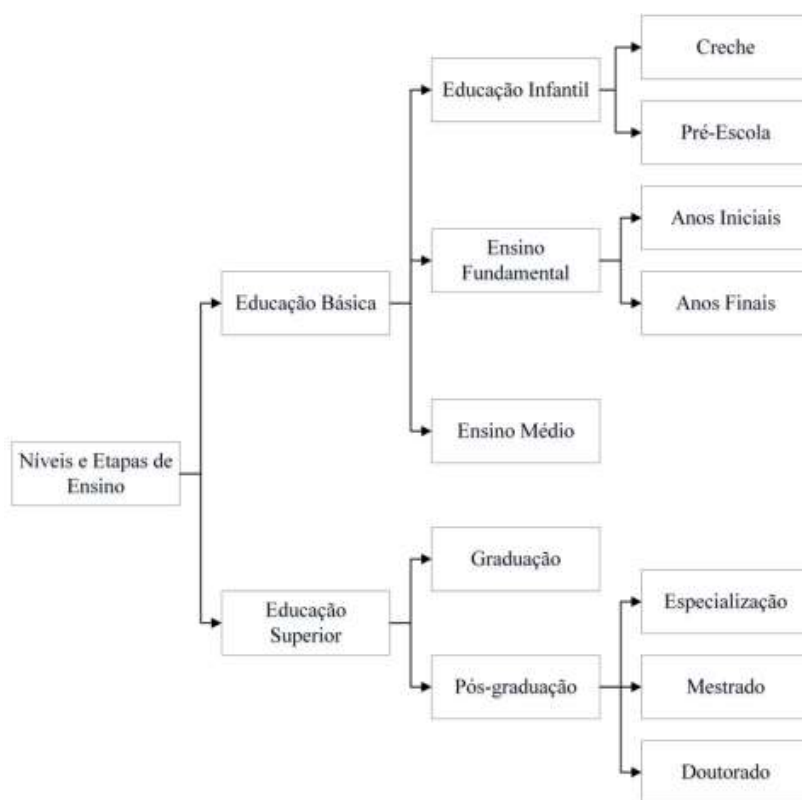 Creche
Educação Infantil
Pré-Escola
Anos Iniciais
Ensino
Fundamental
Educação Básica
Anos Finais
Ensino Médio
Níveis e Etapas de
Ensino
Graduação
Educação
Superior
Especialização
Pós-graduação
Mestrado
Doutorado